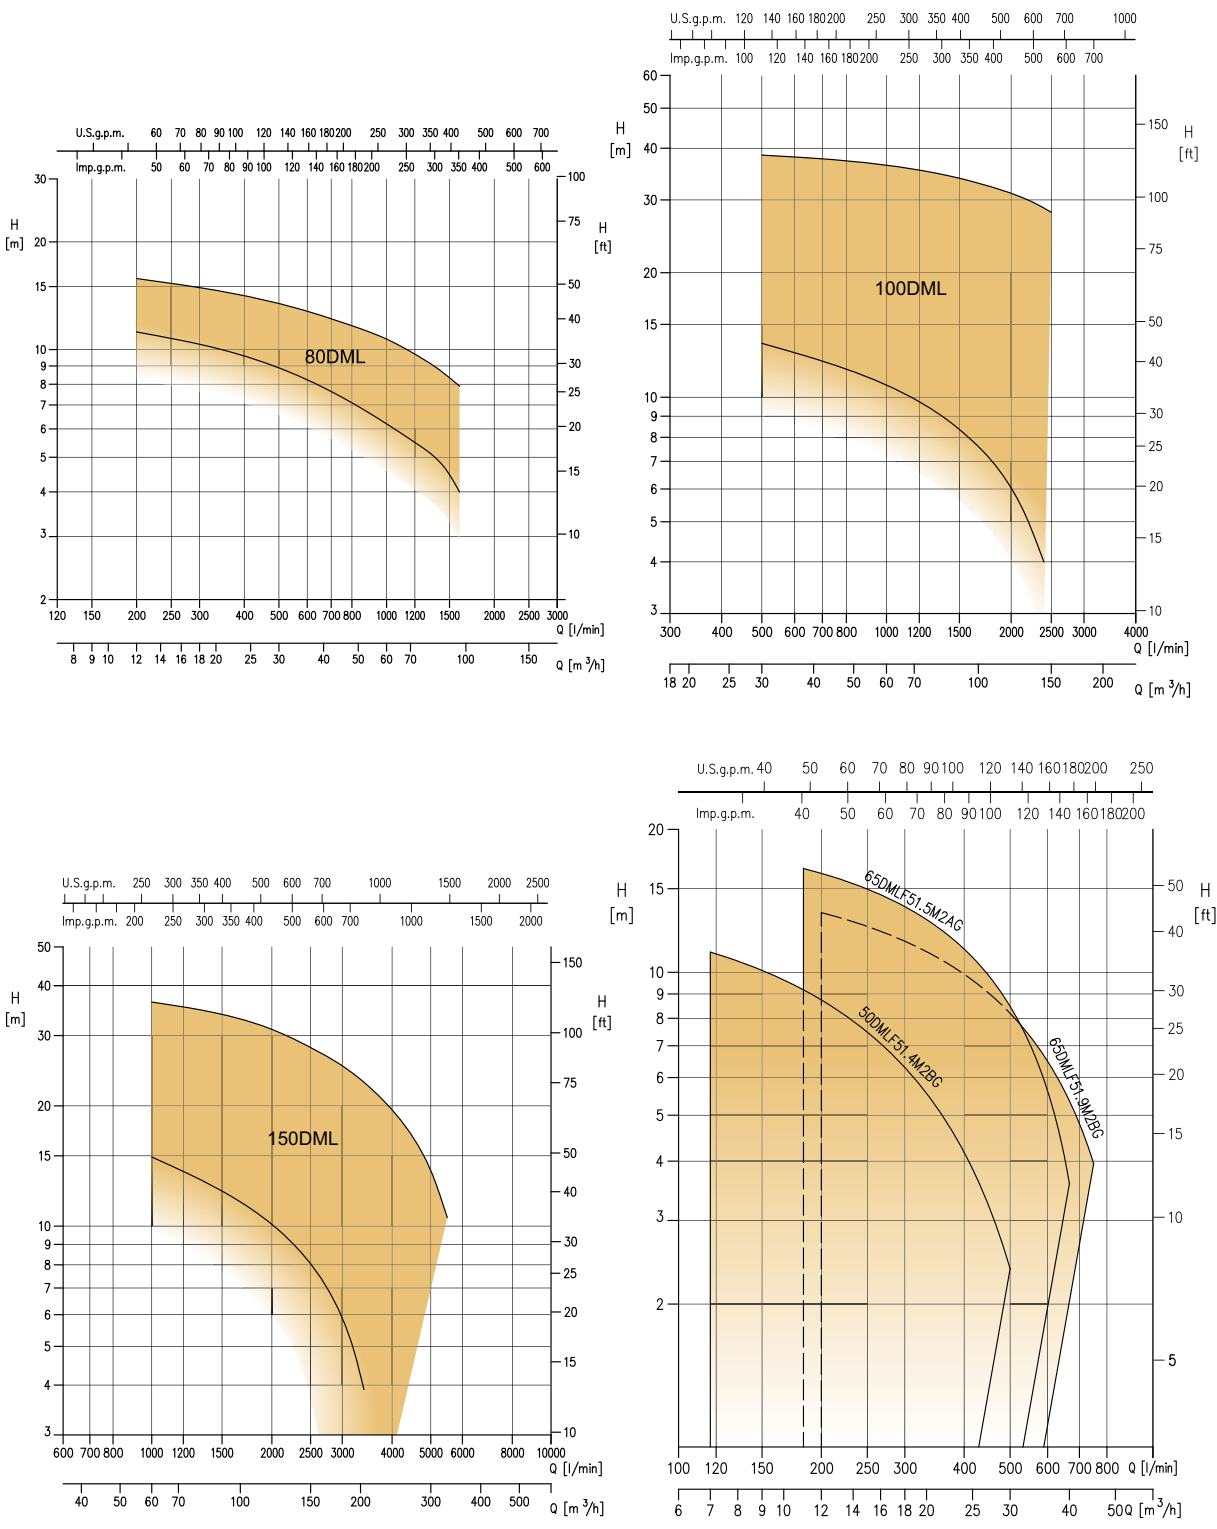 U.S.g.p.m. 60 70 80 90 100 120 140 160 180 200 250 300 350 400 500 600 700
Imp.g.p.m. 50 60 70 80 90 100 120 140 160 180 200 250 300 350 400 500 600
H
[m]
30
20
15
10
9
8
7
6
5
4
3
2
80DML
100
75
50
40
30
25
20
15
10
H
[ft]
120 150 200 250 300 400 500 600 700 800 1000 1200 1500 2000 2500 3000
Q [l/min]
8 9 10 12 14 16 18 20 25 30 40 50 60 70 100 150
Q [m³/h]
U.S.g.p.m. 120 140 160 180 200 250 300 350 400 500 600 700 1000
Imp.g.p.m. 100 120 140 160 180 200 250 300 350 400 500 600 700
H
[m]
60
50
40
30
20
15
10
9
8
7
6
5
4
3
100DML
150
100
75
50
40
30
25
20
15
10
H
[ft]
300 400 500 600 700 800 1000 1200 1500 2000 2500 3000 4000
Q [l/min]
18 20 25 30 40 50 60 70 100 150 200
Q [m³/h]
U.S.g.p.m. 250 300 350 400 500 600 700 1000 1500 2000 2500
Imp.g.p.m. 200 250 300 350 400 500 600 700 1000 1500 2000
H
[m]
50
40
30
20
15
10
9
8
7
6
5
4
3
150DML
150
100
75
50
40
30
25
20
15
10
H
[ft]
600 700 800 1000 1200 1500 2000 2500 3000 4000 5000 6000 8000 10000
Q [l/min]
40 50 60 70 100 200 300 400 500
Q [m³/h]
U.S.g.p.m. 40 50 60 70 80 90 100 120 140 160 180 200 250
Imp.g.p.m. 40 50 60 70 80 90 100 120 140 160 180 200
H
[m]
20
15
10
9
8
7
6
5
4
3
2
65DMLF51.5M2AG
50DMLF51.4M2BG
65DMLF51.9M2BG
50
40
30
25
20
15
10
5
H
[ft]
100 120 150 200 250 300 400 500 600 700 800
Q [l/min]
6 7 8 9 10 12 14 16 18 20 25 30 40 50
Q [m³/h]